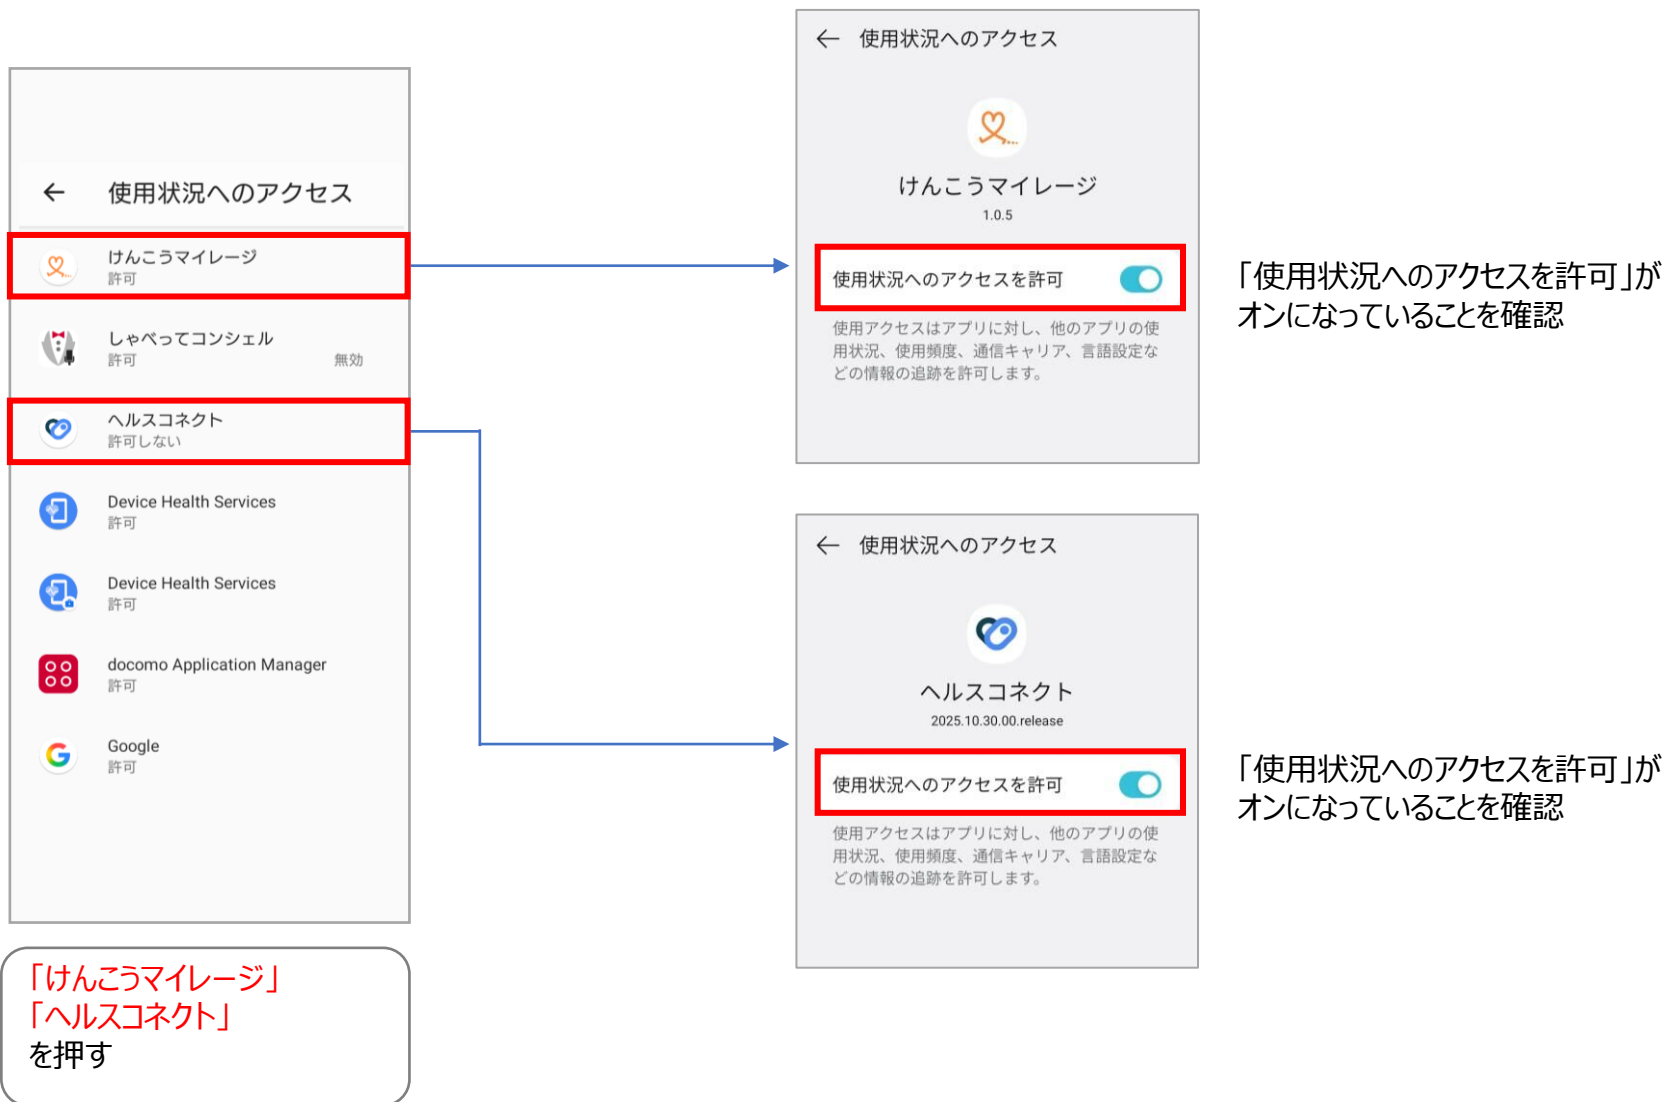 使用状況へのアクセス
けんこうマイレージ
許可
しゃべってコンシェル
許可
無効
ヘルスコネクト
許可しない
Device Health Services
許可
Device Health Services
許可
docomo Application Manager
許可
Google
許可
「けんこうマイレージ」
「ヘルスコネクト」
を押す
使用状況へのアクセス
けんこうマイレージ
1.0.5
使用状況へのアクセスを許可
使用アクセスはアプリに対し、他のアプリの使
用状況、使用頻度、通信キャリア、言語設定な
どの情報の追跡を許可します。
「使用状況へのアクセスを許可」が
オンになっていることを確認
使用状況へのアクセス
ヘルスコネクト
2025.10.30.00.release
使用状況へのアクセスを許可
使用アクセスはアプリに対し、他のアプリの使
用状況、使用頻度、通信キャリア、言語設定な
どの情報の追跡を許可します。
「使用状況へのアクセスを許可」が
オンになっていることを確認